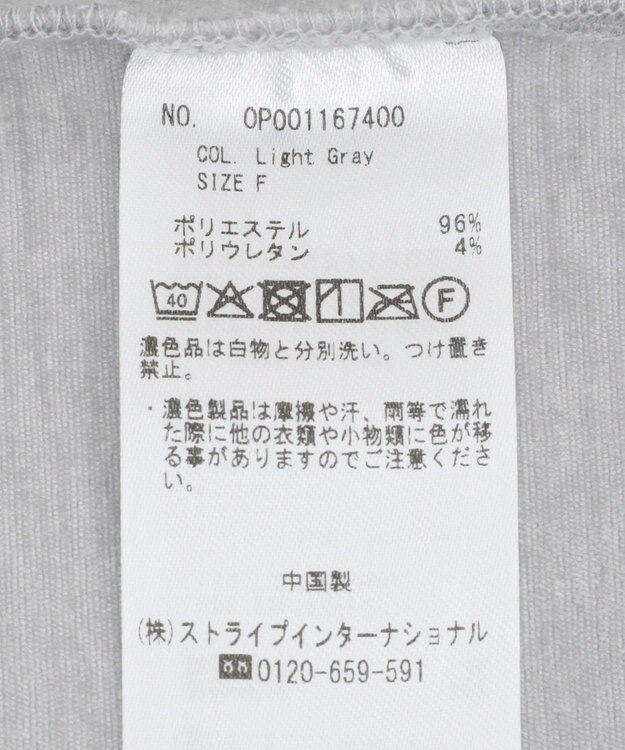 NO. OP001167400
COL. Light Gray
SIZE F
ポリエステル 96%
ポリウレタン 4%
40 F
濃色品は白物と分別洗い。つけ置き
禁止。
・濃色製品は摩擦や汗、雨等で濡れ
た際に他の衣類や小物類に色が移
る事がありますのでご注意くださ
い。
中国製
(株)ストライプインターナショナル
0120-659-591